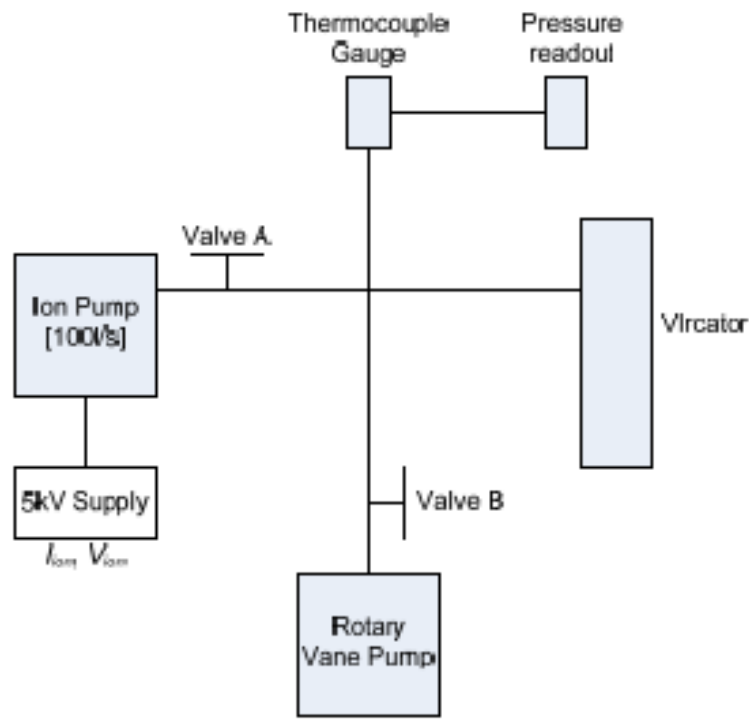 Thermocouple
Gauge
Pressure
readout
Valve A
Ion Pump
[100l/s]
VIrcator
5kV Supply
Iion, Vion
Valve B
Rotary
Vane Pump